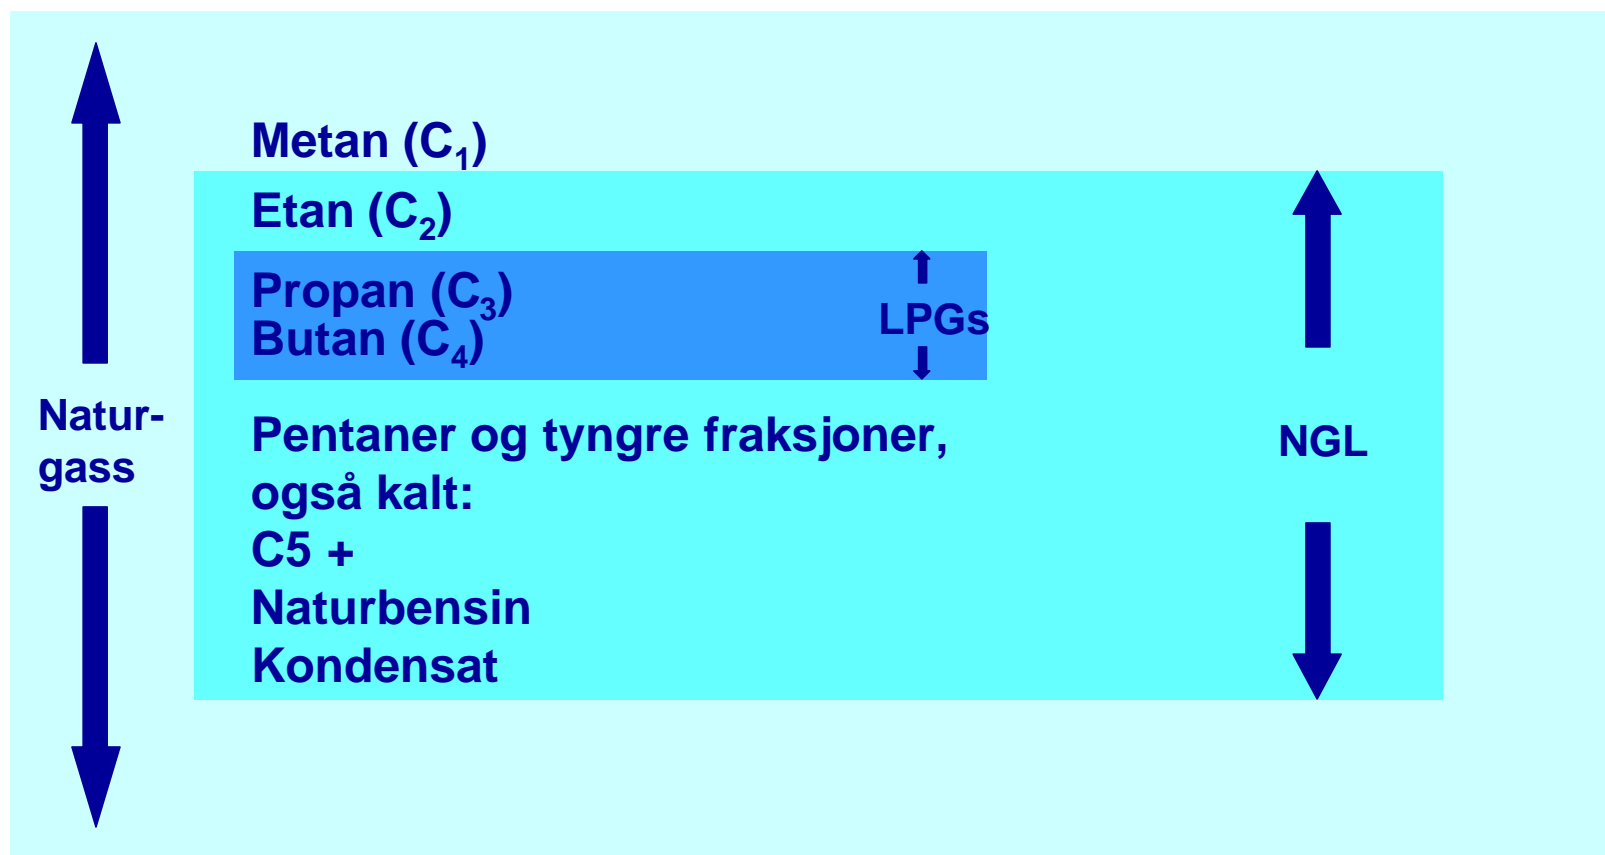 Metan (C₁)
Etan (C₂)
Propan (C₃)
Butan (C₄)
LPGs
Natur-
gass
Pentaner og tyngre fraksjoner,
også kalt:
C5 +
Naturbensin
Kondensat
NGL